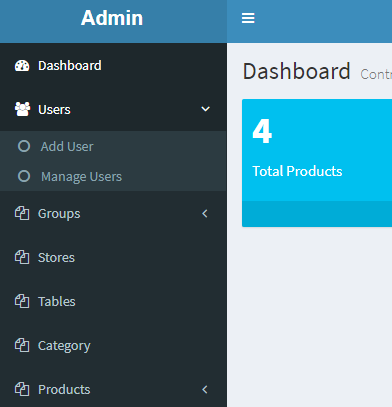 Admin
Dashboard
Users
Add User
Manage Users
Groups
Stores
Tables
Category
Products
Dashboard
4
Total Products